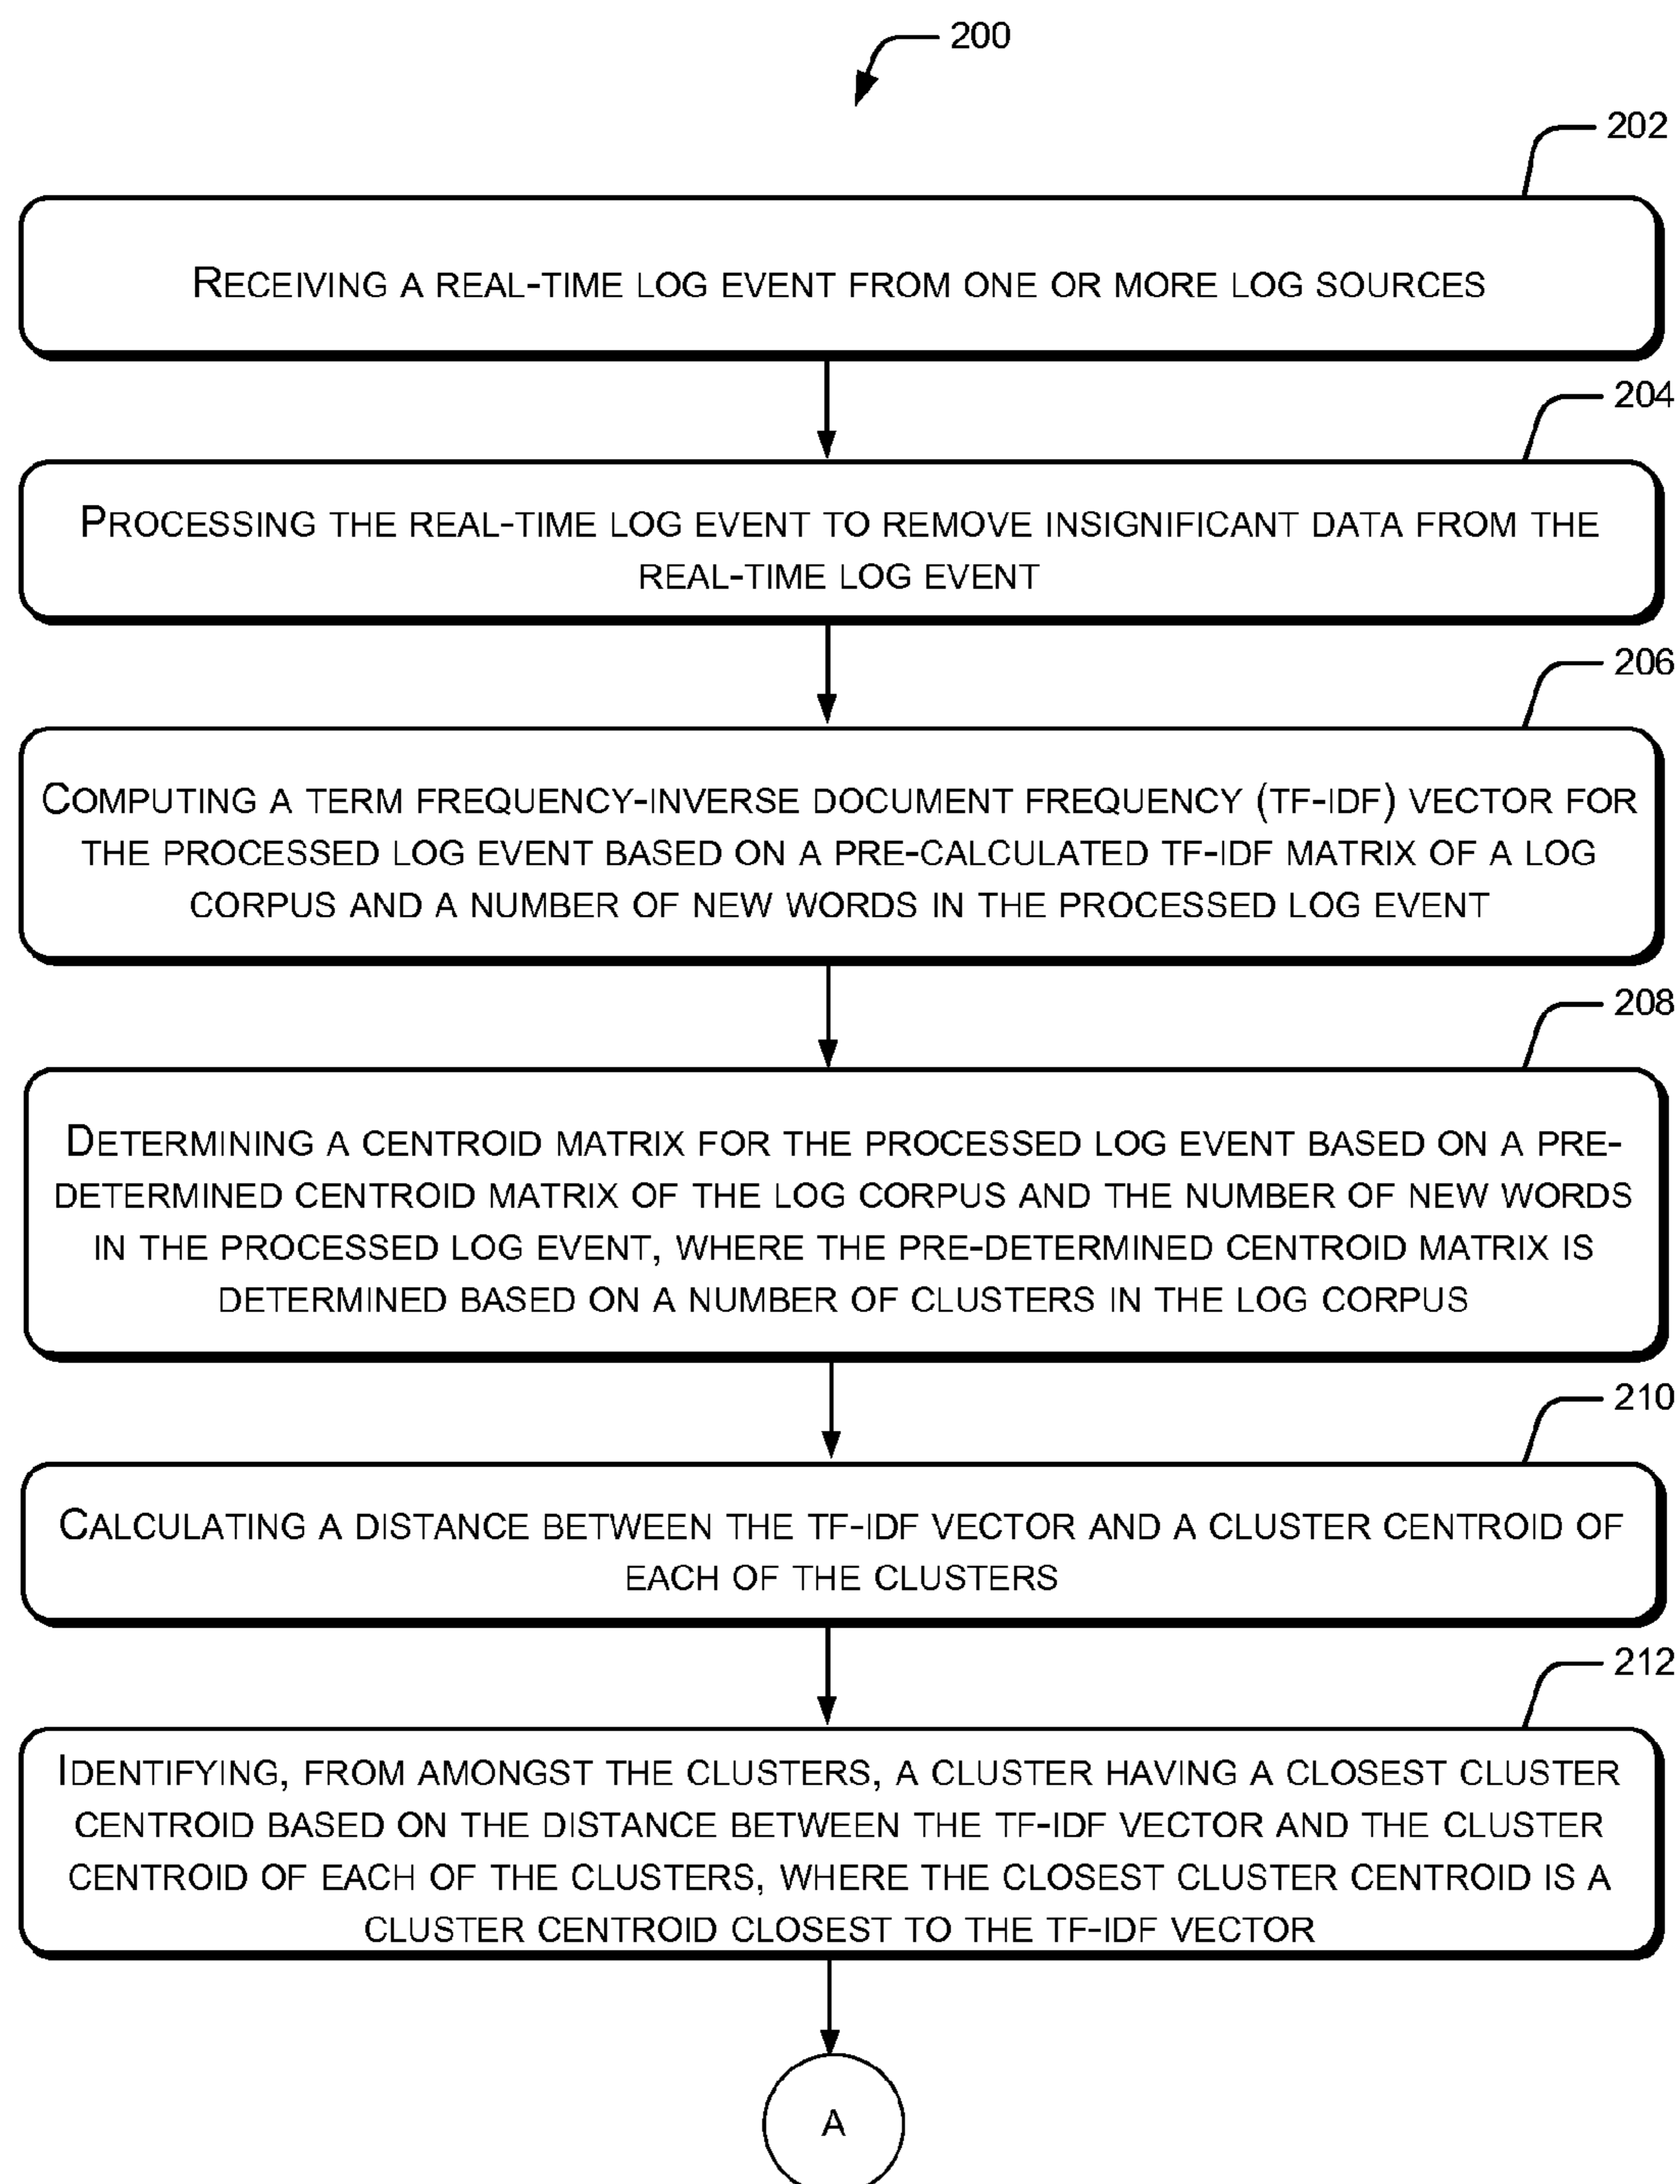 200
202
RECEIVING A REAL-TIME LOG EVENT FROM ONE OR MORE LOG SOURCES
204
PROCESSING THE REAL-TIME LOG EVENT TO REMOVE INSIGNIFICANT DATA FROM THE
REAL-TIME LOG EVENT
206
COMPUTING A TERM FREQUENCY-INVERSE DOCUMENT FREQUENCY (TF-IDF) VECTOR FOR
THE PROCESSED LOG EVENT BASED ON A PRE-CALCULATED TF-IDF MATRIX OF A LOG
CORPUS AND A NUMBER OF NEW WORDS IN THE PROCESSED LOG EVENT
208
DETERMINING A CENTROID MATRIX FOR THE PROCESSED LOG EVENT BASED ON A PRE-
DETERMINED CENTROID MATRIX OF THE LOG CORPUS AND THE NUMBER OF NEW WORDS
IN THE PROCESSED LOG EVENT, WHERE THE PRE-DETERMINED CENTROID MATRIX IS
DETERMINED BASED ON A NUMBER OF CLUSTERS IN THE LOG CORPUS
210
CALCULATING A DISTANCE BETWEEN THE TF-IDF VECTOR AND A CLUSTER CENTROID OF
EACH OF THE CLUSTERS
212
IDENTIFYING, FROM AMONGST THE CLUSTERS, A CLUSTER HAVING A CLOSEST CLUSTER
CENTROID BASED ON THE DISTANCE BETWEEN THE TF-IDF VECTOR AND THE CLUSTER
CENTROID OF EACH OF THE CLUSTERS, WHERE THE CLOSEST CLUSTER CENTROID IS A
CLUSTER CENTROID CLOSEST TO THE TF-IDF VECTOR
A